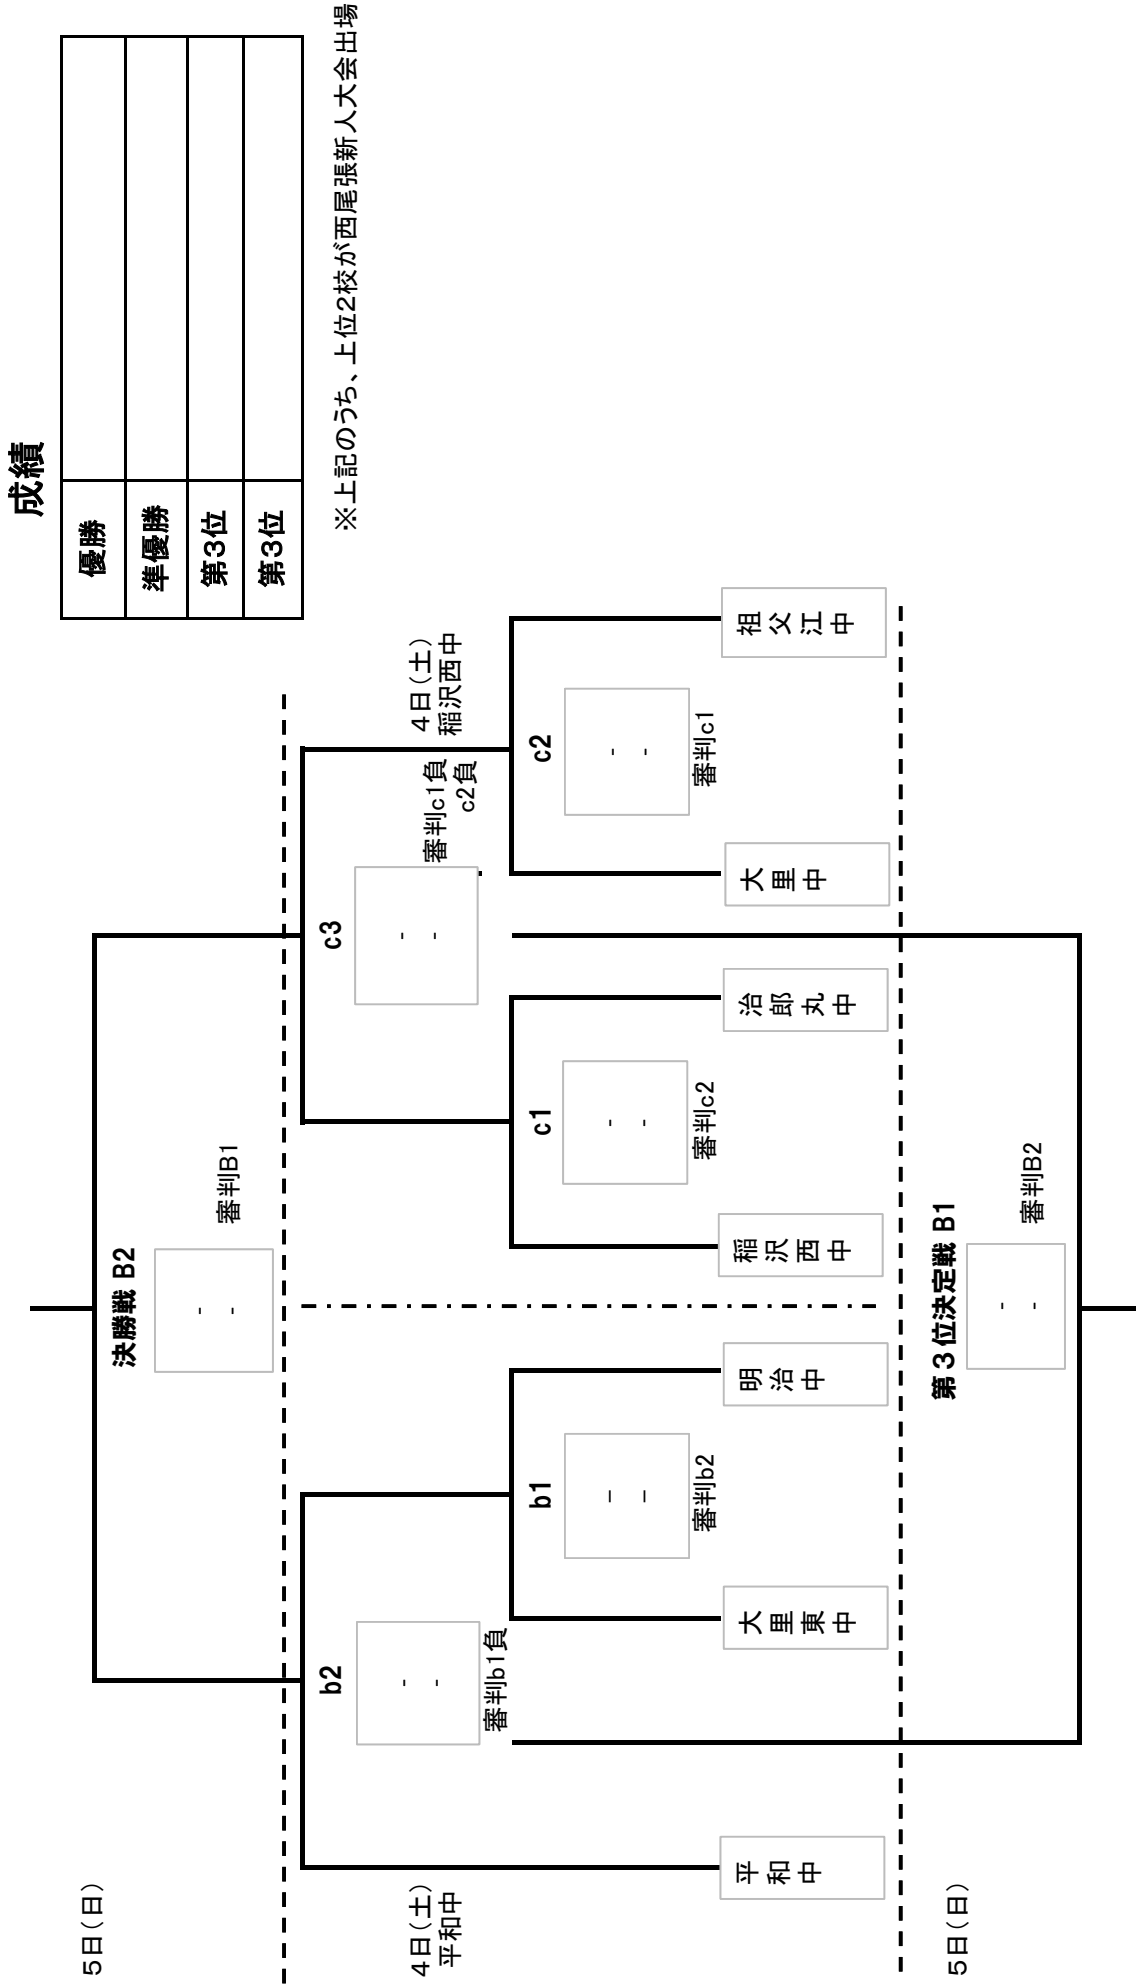 成績
優勝
準優勝
第3位
第3位
※上記のうち、上位2校が西尾張新人大会出場
5日(日)
決勝戦 B2
- -
審判B1
4日(土)
平和中
b2
- -
審判b1負
c3
- -
審判c1負
c2負
4日(土)
稲沢西中
b1
- -
審判b2
c1
- -
審判c2
c2
- -
審判c1
平和中
大里東中
明治中
稲沢西中
治郎丸中
大里中
祖父江中
5日(日)
第3位決定戦 B1
- -
審判B2